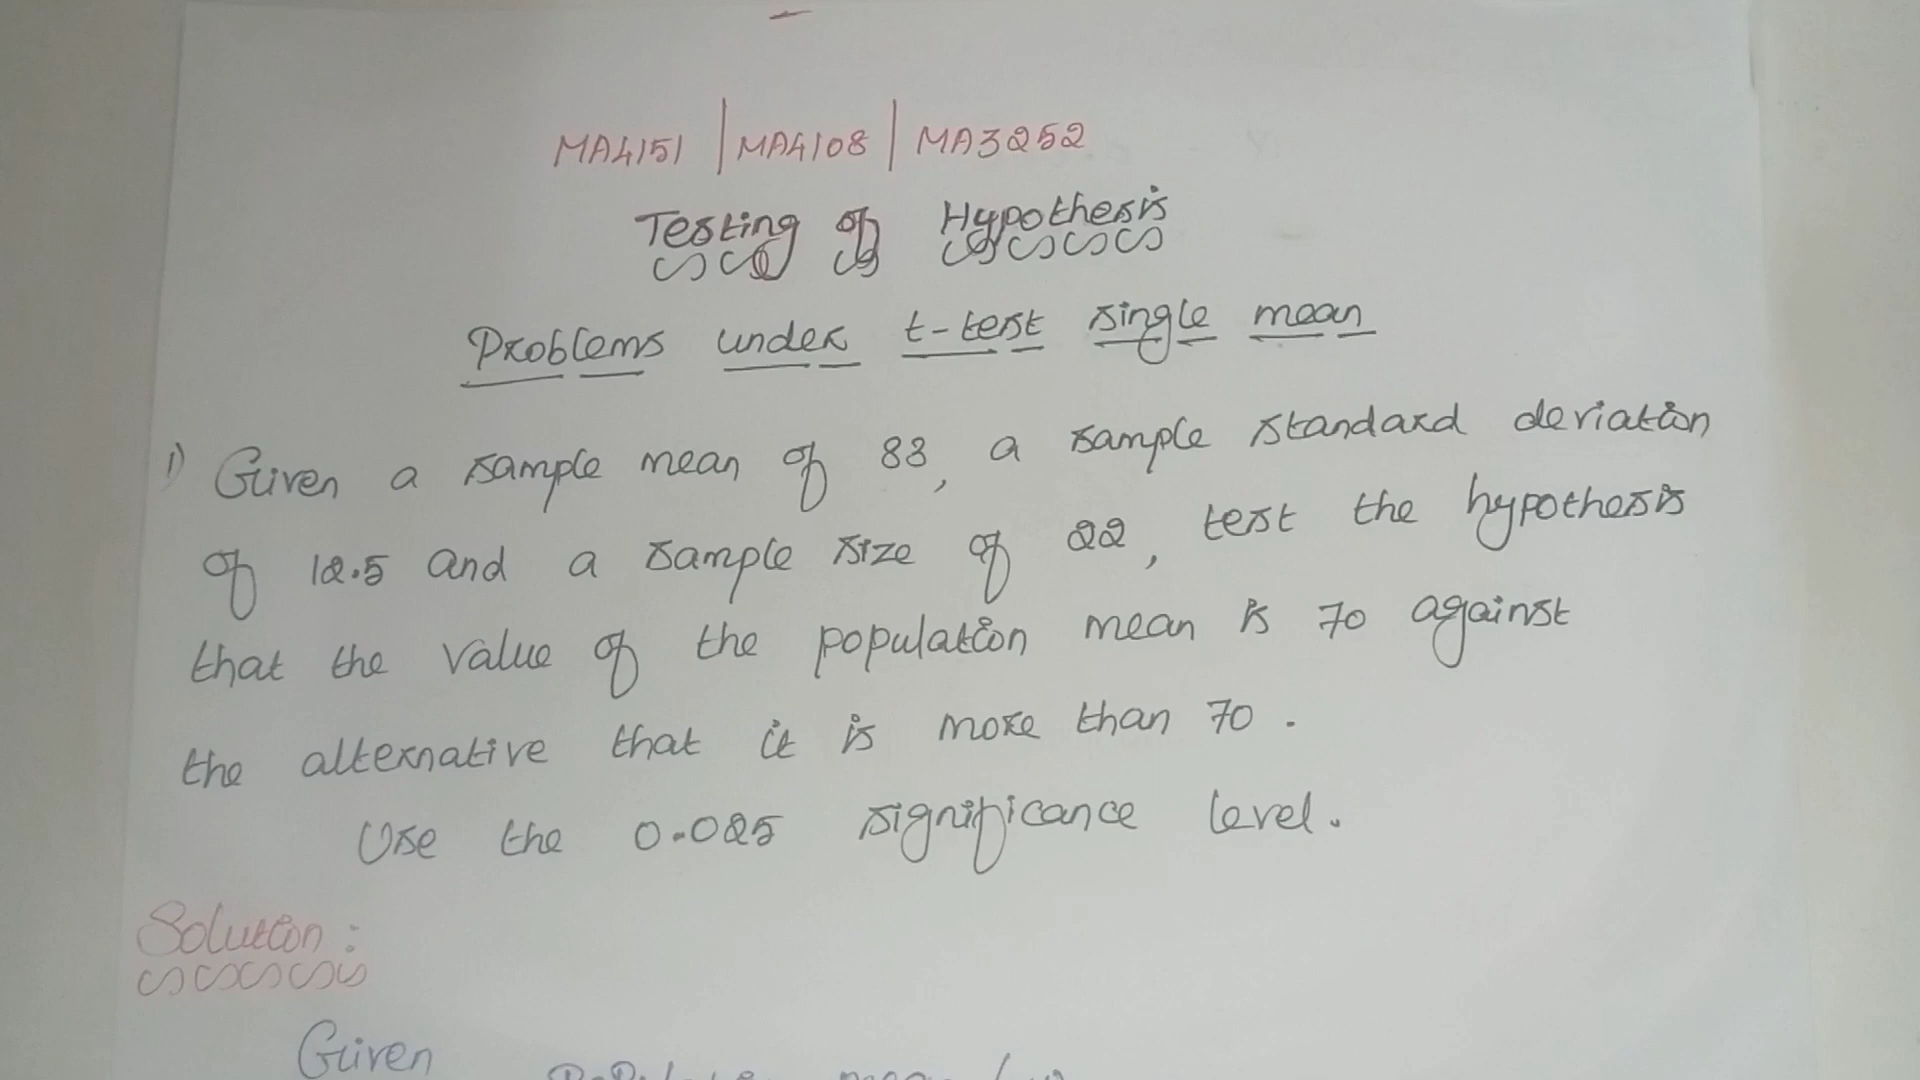 MA4151 | MA4108 | MA3252
Testing of Hypothesis
Problems under t-test single mean
1) Given a sample mean of 83, a sample standard deviation
of 12.5 and a sample size of 22, test the hypothesis
that the value of the population mean is 70 against
the alternative that it is more than 70.
Use the 0.025 significance level.
Solution:
Given